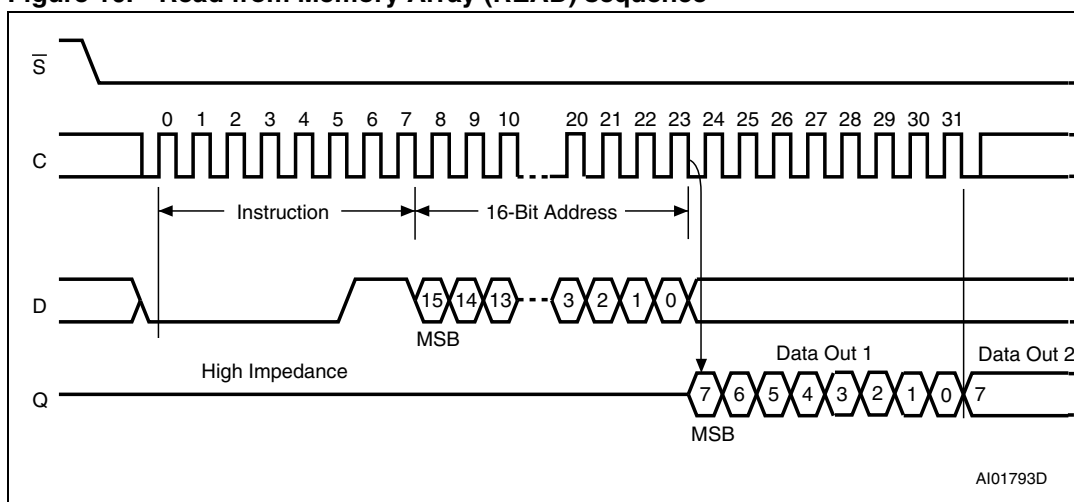 Figure 10. Read from Memory Array (READ) sequence
S
0 1 2 3 4 5 6 7 8 9 10 20 21 22 23 24 25 26 27 28 29 30 31
C
Instruction 16-Bit Address
D 15 14 13 3 2 1 0
MSB
High Impedance Data Out 1 Data Out 2
Q 7 6 5 4 3 2 1 0 7
MSB
AI01793D